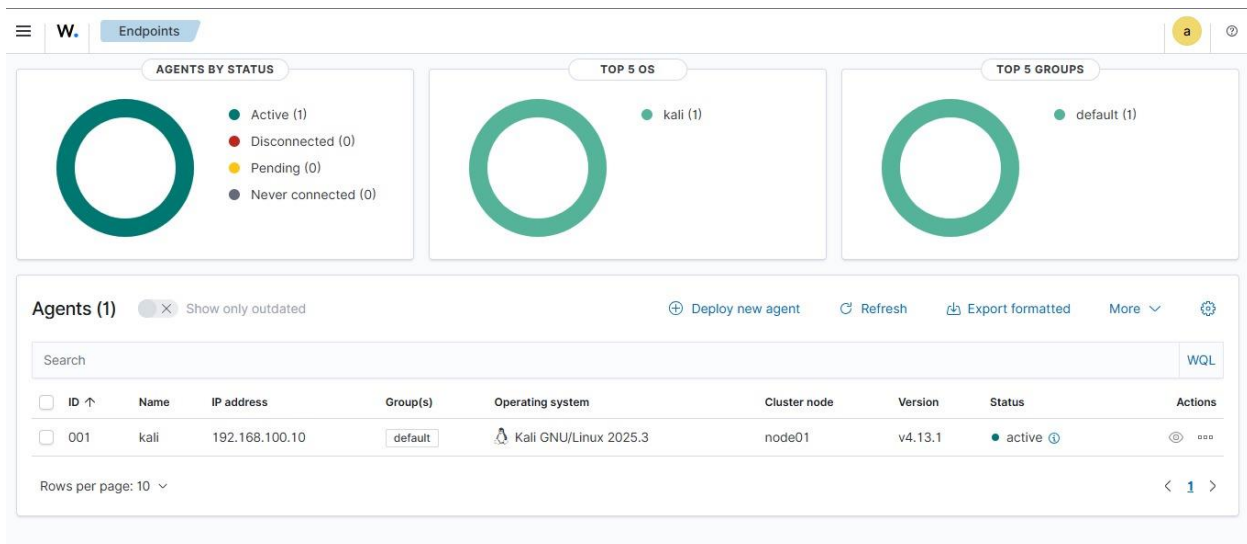 W. Endpoints a
AGENTS BY STATUS
Active (1)
Disconnected (0)
Pending (0)
Never connected (0)
TOP 5 OS
kali (1)
TOP 5 GROUPS
default (1)
Agents (1) Show only outdated Deploy new agent Refresh Export formatted More
Search WQL
ID Name IP address Group(s) Operating system Cluster node Version Status Actions
001 kali 192.168.100.10 default Kali GNU/Linux 2025.3 node01 v4.13.1 active
Rows per page: 10 1